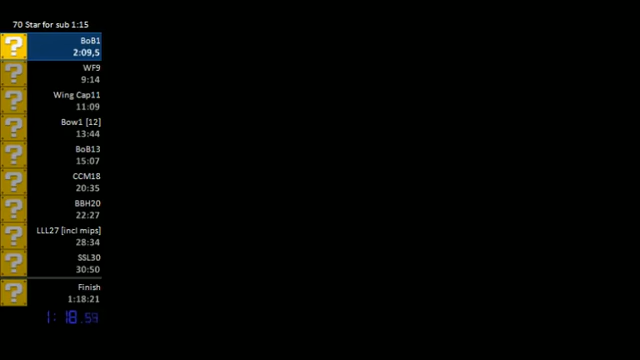 70 Star for sub 1:15
BoB1
2:09,5
WF9
9:14
Wing Cap11
11:09
Bow1 [12]
13:44
BoB13
15:07
CCM18
20:35
BBH20
22:27
LLL27 [incl mips]
28:34
SSL30
30:50
Finish
1:18:21
1:18.59